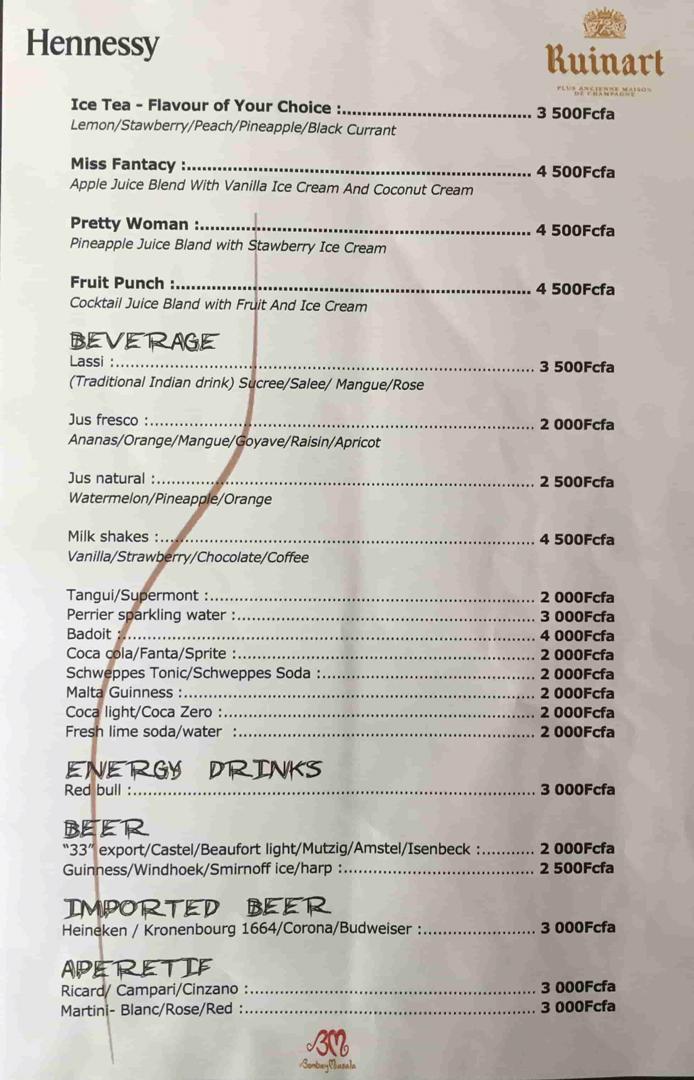 Hennessy
Ruinart
PLUS ANCIENNE MAISON
DE CHAMPAGNE
Ice Tea - Flavour of Your Choice :................................. 3 500Fcfa
Lemon/Stawberry/Peach/Pineapple/Black Currant
Miss Fantacy :............................................................ 4 500Fcfa
Apple Juice Blend With Vanilla Ice Cream And Coconut Cream
Pretty Woman :.......................................................... 4 500Fcfa
Pineapple Juice Bland with Stawberry Ice Cream
Fruit Punch :.............................................................. 4 500Fcfa
Cocktail Juice Bland with Fruit And Ice Cream
BEVERAGE
Lassi :........................................................................ 3 500Fcfa
(Traditional Indian drink) Sucree/Salee/ Mangue/Rose
Jus fresco :.................................................................. 2 000Fcfa
Ananas/Orange/Mangue/Goyave/Raisin/Apricot
Jus natural :................................................................ 2 500Fcfa
Watermelon/Pineapple/Orange
Milk shakes :................................................................ 4 500Fcfa
Vanilla/Strawberry/Chocolate/Coffee
Tangui/Supermont :...................................................... 2 000Fcfa
Perrier sparkling water :................................................ 3 000Fcfa
Badoit :....................................................................... 4 000Fcfa
Coca cola/Fanta/Sprite :................................................ 2 000Fcfa
Schweppes Tonic/Schweppes Soda :................................ 2 000Fcfa
Malta Guinness :.......................................................... 2 000Fcfa
Coca light/Coca Zero :................................................... 2 000Fcfa
Fresh lime soda/water :................................................ 2 000Fcfa
ENERGY DRINKS
Red bull :.................................................................... 3 000Fcfa
BEER
"33" export/Castel/Beaufort light/Mutzig/Amstel/Isenbeck :.......... 2 000Fcfa
Guinness/Windhoek/Smirnoff ice/harp :............................. 2 500Fcfa
IMPORTED BEER
Heineken / Kronenbourg 1664/Corona/Budweiser :.................. 3 000Fcfa
APERETIF
Ricard/ Campari/Cinzano :.............................................. 3 000Fcfa
Martini- Blanc/Rose/Red :............................................... 3 000Fcfa
BM
Bombay Masala